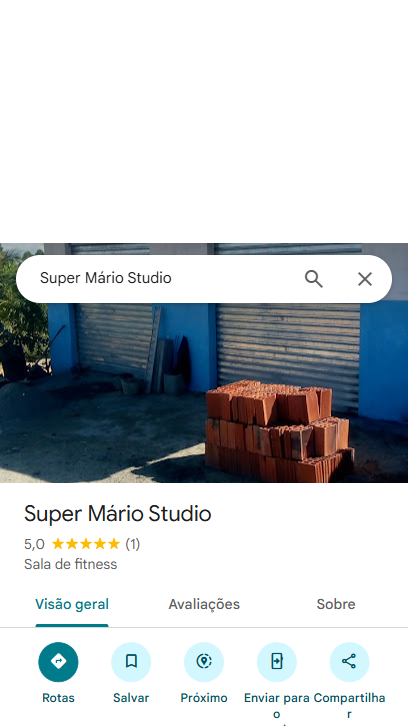 Super Mário Studio
Super Mário Studio
5,0 ★★★★★ (1)
Sala de fitness
Visão geral
Avaliações
Sobre
Rotas
Salvar
Próximo
Enviar para
o
Compartilha
r